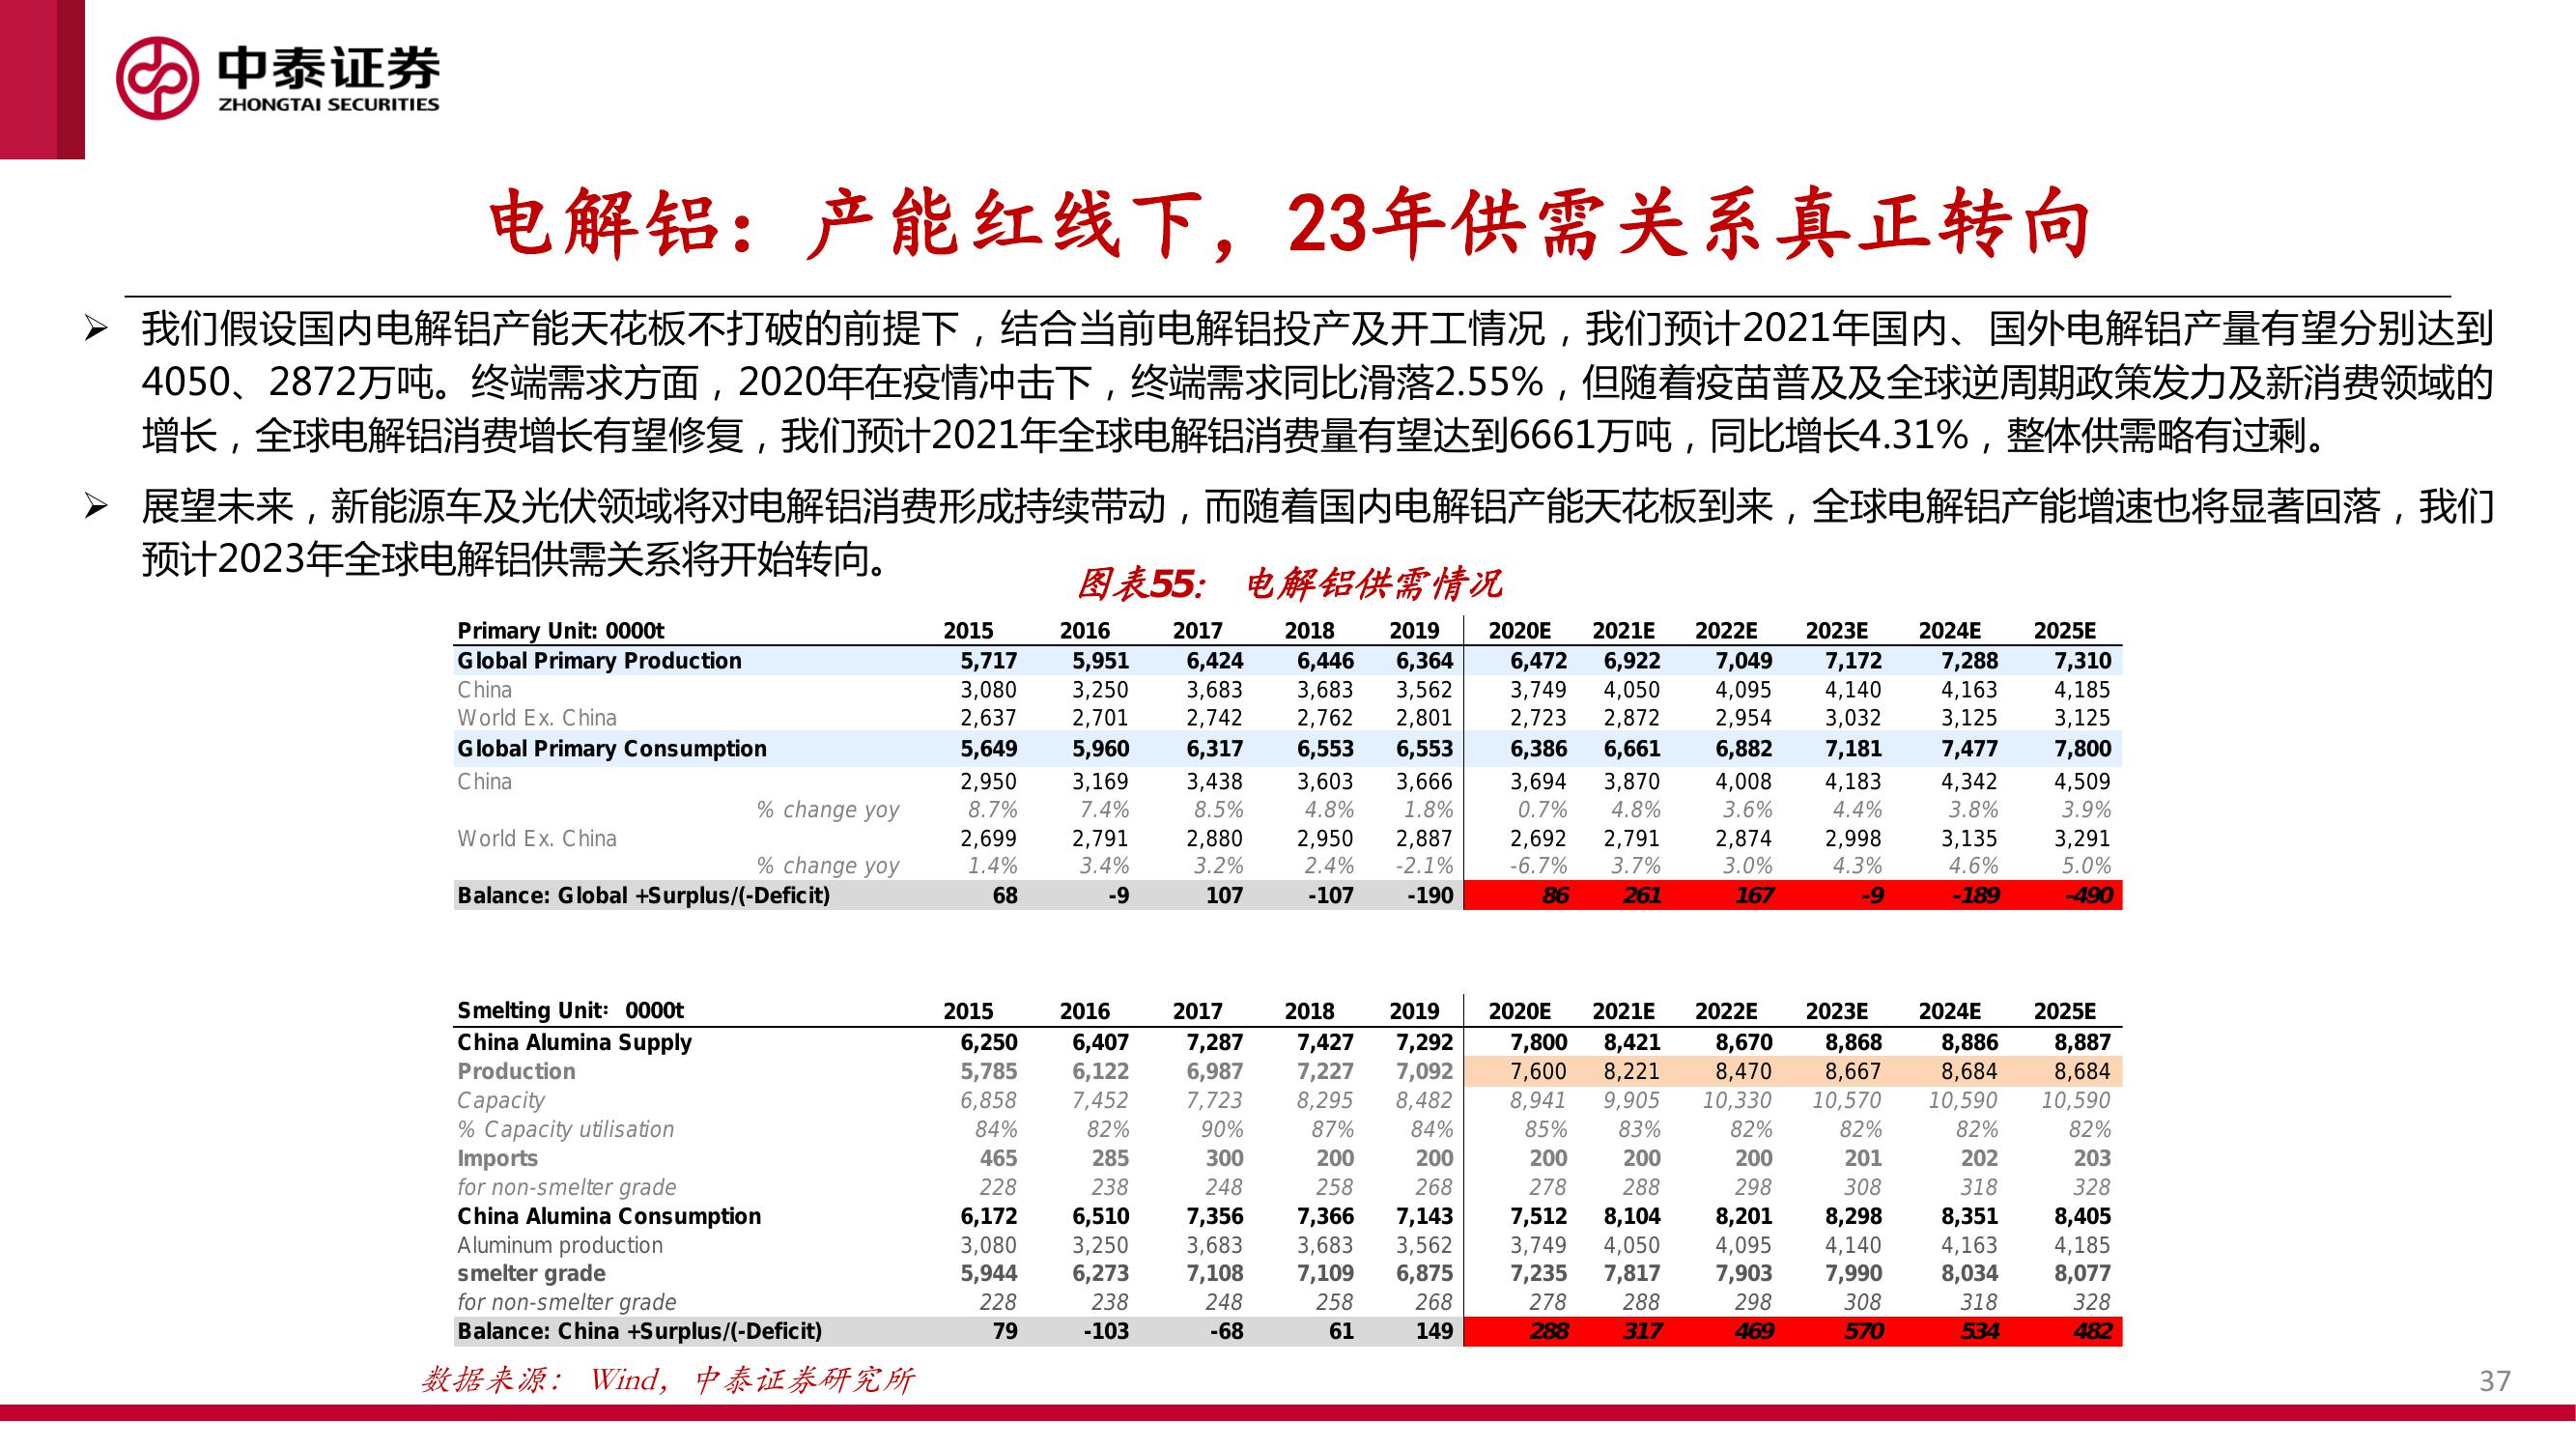 中泰证券
ZHONGTAI SECURITIES
电解铝：产能红线下，23年供需关系真正转向
➢ 我们假设国内电解铝产能天花板不打破的前提下，结合当前电解铝投产及开工情况，我们预计2021年国内、国外电解铝产量有望分别达到
4050、2872万吨。终端需求方面，2020年在疫情冲击下，终端需求同比滑落2.55%，但随着疫苗普及及全球逆周期政策发力及新消费领域的
增长，全球电解铝消费增长有望修复，我们预计2021年全球电解铝消费量有望达到6661万吨，同比增长4.31%，整体供需略有过剩。
➢ 展望未来，新能源车及光伏领域将对电解铝消费形成持续带动，而随着国内电解铝产能天花板到来，全球电解铝产能增速也将显著回落，我们
预计2023年全球电解铝供需关系将开始转向。
图表55： 电解铝供需情况
Primary Unit: 0000t 2015 2016 2017 2018 2019 2020E 2021E 2022E 2023E 2024E 2025E
Global Primary Production 5,717 5,951 6,424 6,446 6,364 6,472 6,922 7,049 7,172 7,288 7,310
China 3,080 3,250 3,683 3,683 3,562 3,749 4,050 4,095 4,140 4,163 4,185
World Ex. China 2,637 2,701 2,742 2,762 2,801 2,723 2,872 2,954 3,032 3,125 3,125
Global Primary Consumption 5,649 5,960 6,317 6,553 6,553 6,386 6,661 6,882 7,181 7,477 7,800
China 2,950 3,169 3,438 3,603 3,666 3,694 3,870 4,008 4,183 4,342 4,509
% change yoy 8.7% 7.4% 8.5% 4.8% 1.8% 0.7% 4.8% 3.6% 4.4% 3.8% 3.9%
World Ex. China 2,699 2,791 2,880 2,950 2,887 2,692 2,791 2,874 2,998 3,135 3,291
% change yoy 1.4% 3.4% 3.2% 2.4% -2.1% -6.7% 3.7% 3.0% 4.3% 4.6% 5.0%
Balance: Global +Surplus/(-Deficit) 68 -9 107 -107 -190 86 261 167 -9 -189 -490
Smelting Unit： 0000t 2015 2016 2017 2018 2019 2020E 2021E 2022E 2023E 2024E 2025E
China Alumina Supply 6,250 6,407 7,287 7,427 7,292 7,800 8,421 8,670 8,868 8,886 8,887
Production 5,785 6,122 6,987 7,227 7,092 7,600 8,221 8,470 8,667 8,684 8,684
Capacity 6,858 7,452 7,723 8,295 8,482 8,941 9,905 10,330 10,570 10,590 10,590
% Capacity utilisation 84% 82% 90% 87% 84% 85% 83% 82% 82% 82% 82%
Imports 465 285 300 200 200 200 200 200 201 202 203
for non-smelter grade 228 238 248 258 268 278 288 298 308 318 328
China Alumina Consumption 6,172 6,510 7,356 7,366 7,143 7,512 8,104 8,201 8,298 8,351 8,405
Aluminum production 3,080 3,250 3,683 3,683 3,562 3,749 4,050 4,095 4,140 4,163 4,185
smelter grade 5,944 6,273 7,108 7,109 6,875 7,235 7,817 7,903 7,990 8,034 8,077
for non-smelter grade 228 238 248 258 268 278 288 298 308 318 328
Balance: China +Surplus/(-Deficit) 79 -103 -68 61 149 288 317 469 570 534 482
数据来源： Wind，中泰证券研究所
37